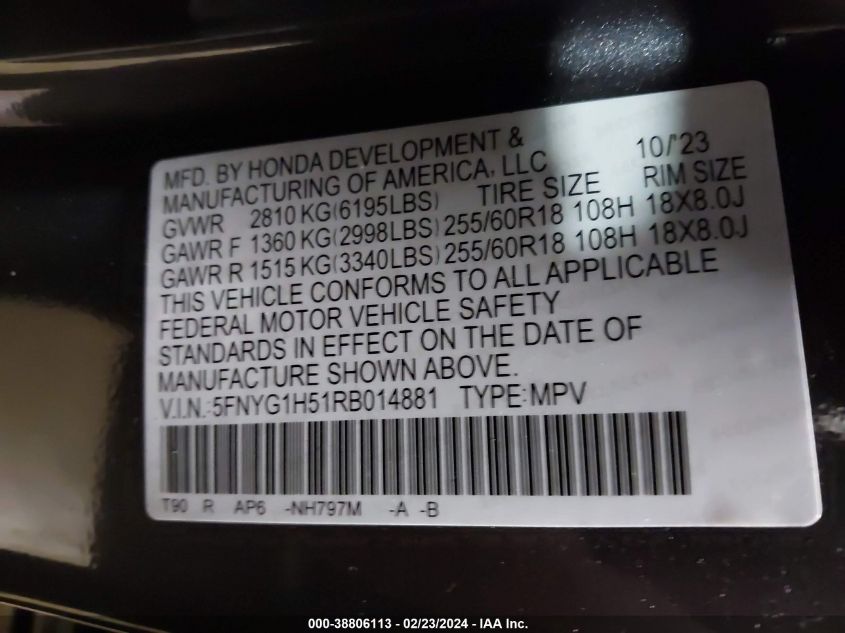 MFD. BY HONDA DEVELOPMENT & 10/'23
MANUFACTURING OF AMERICA, LLC
GVWR 2810 KG(6195LBS) TIRE SIZE RIM SIZE
GAWR F 1360 KG(2998LBS) 255/60R18 108H 18X8.0J
GAWR R 1515 KG(3340LBS) 255/60R18 108H 18X8.0J
THIS VEHICLE CONFORMS TO ALL APPLICABLE
FEDERAL MOTOR VEHICLE SAFETY
STANDARDS IN EFFECT ON THE DATE OF
MANUFACTURE SHOWN ABOVE.
V.I.N.:5FNYG1H51RB014881 TYPE:MPV
T90 R AP6 -NH797M -A -B
000-38806113 - 02/23/2024 - IAA Inc.